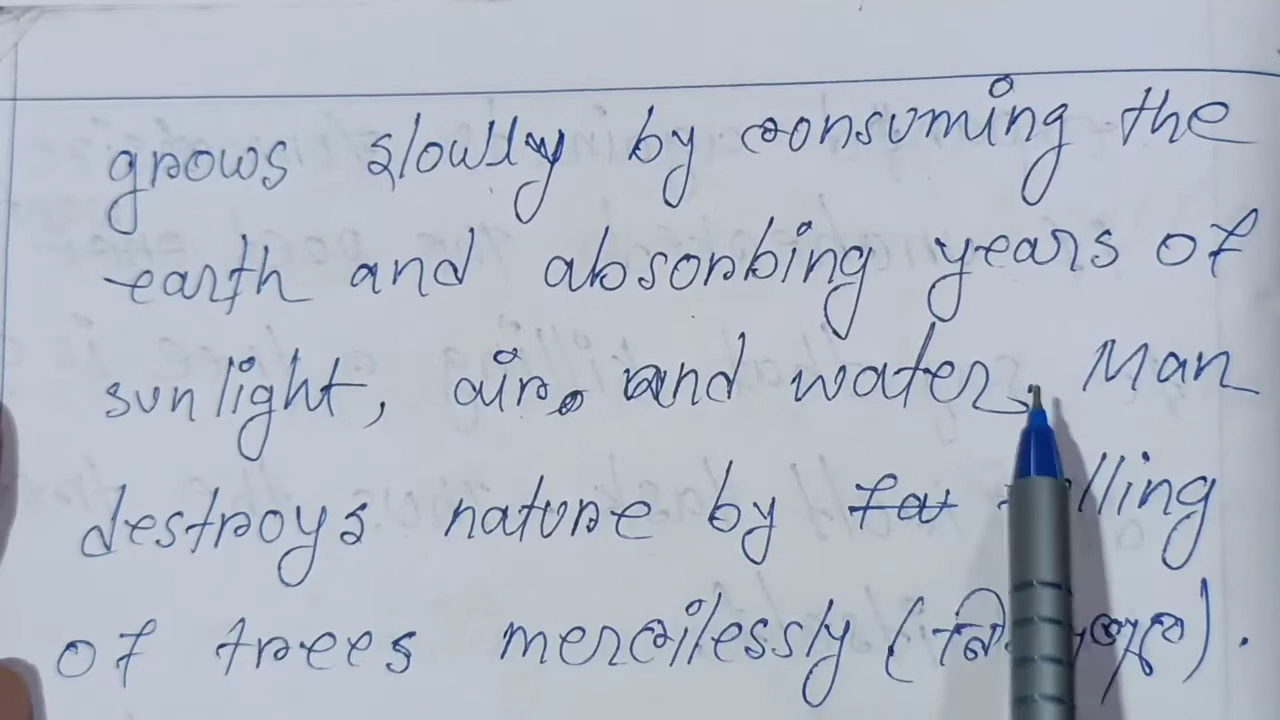 grows slowly by consuming the
earth and absorbing years of
sunlight, air, and water. Man
destroys nature by
of trees mercilessly